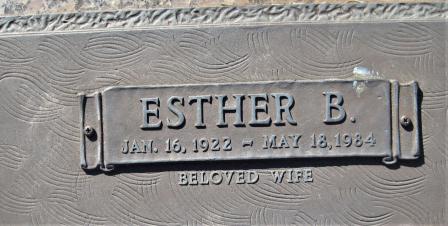 ESTHER B.
JAN. 16, 1922 ~ MAY 18, 1984
BELOVED WIFE